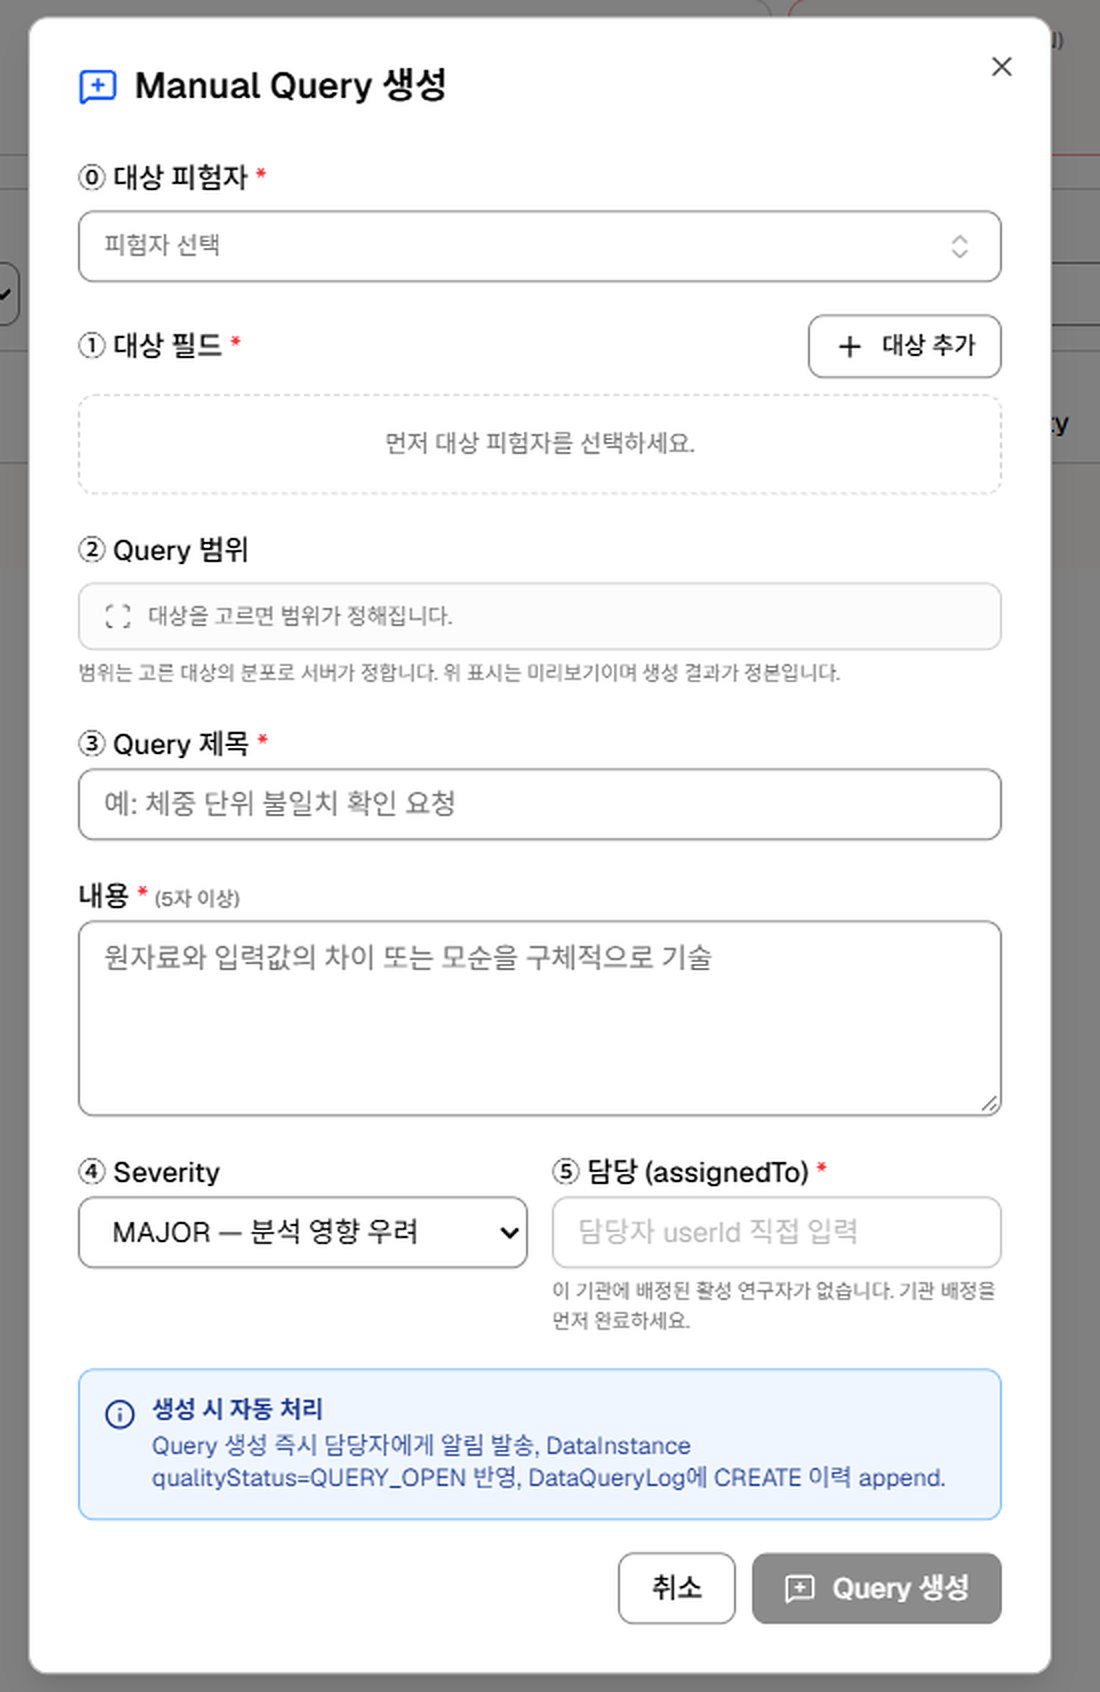 Manual Query 생성
⓪ 대상 피험자 *
피험자 선택
① 대상 필드 *
대상 추가
먼저 대상 피험자를 선택하세요.
② Query 범위
대상을 고르면 범위가 정해집니다.
범위는 고른 대상의 분포로 서버가 정합니다. 위 표시는 미리보기이며 생성 결과가 정본입니다.
③ Query 제목 *
예: 체중 단위 불일치 확인 요청
내용 * (5자 이상)
원자료와 입력값의 차이 또는 모순을 구체적으로 기술
④ Severity
MAJOR — 분석 영향 우려
⑤ 담당 (assignedTo) *
담당자 userId 직접 입력
이 기관에 배정된 활성 연구자가 없습니다. 기관 배정을
먼저 완료하세요.
생성 시 자동 처리
Query 생성 즉시 담당자에게 알림 발송, DataInstance
qualityStatus=QUERY_OPEN 반영, DataQueryLog에 CREATE 이력 append.
취소
Query 생성